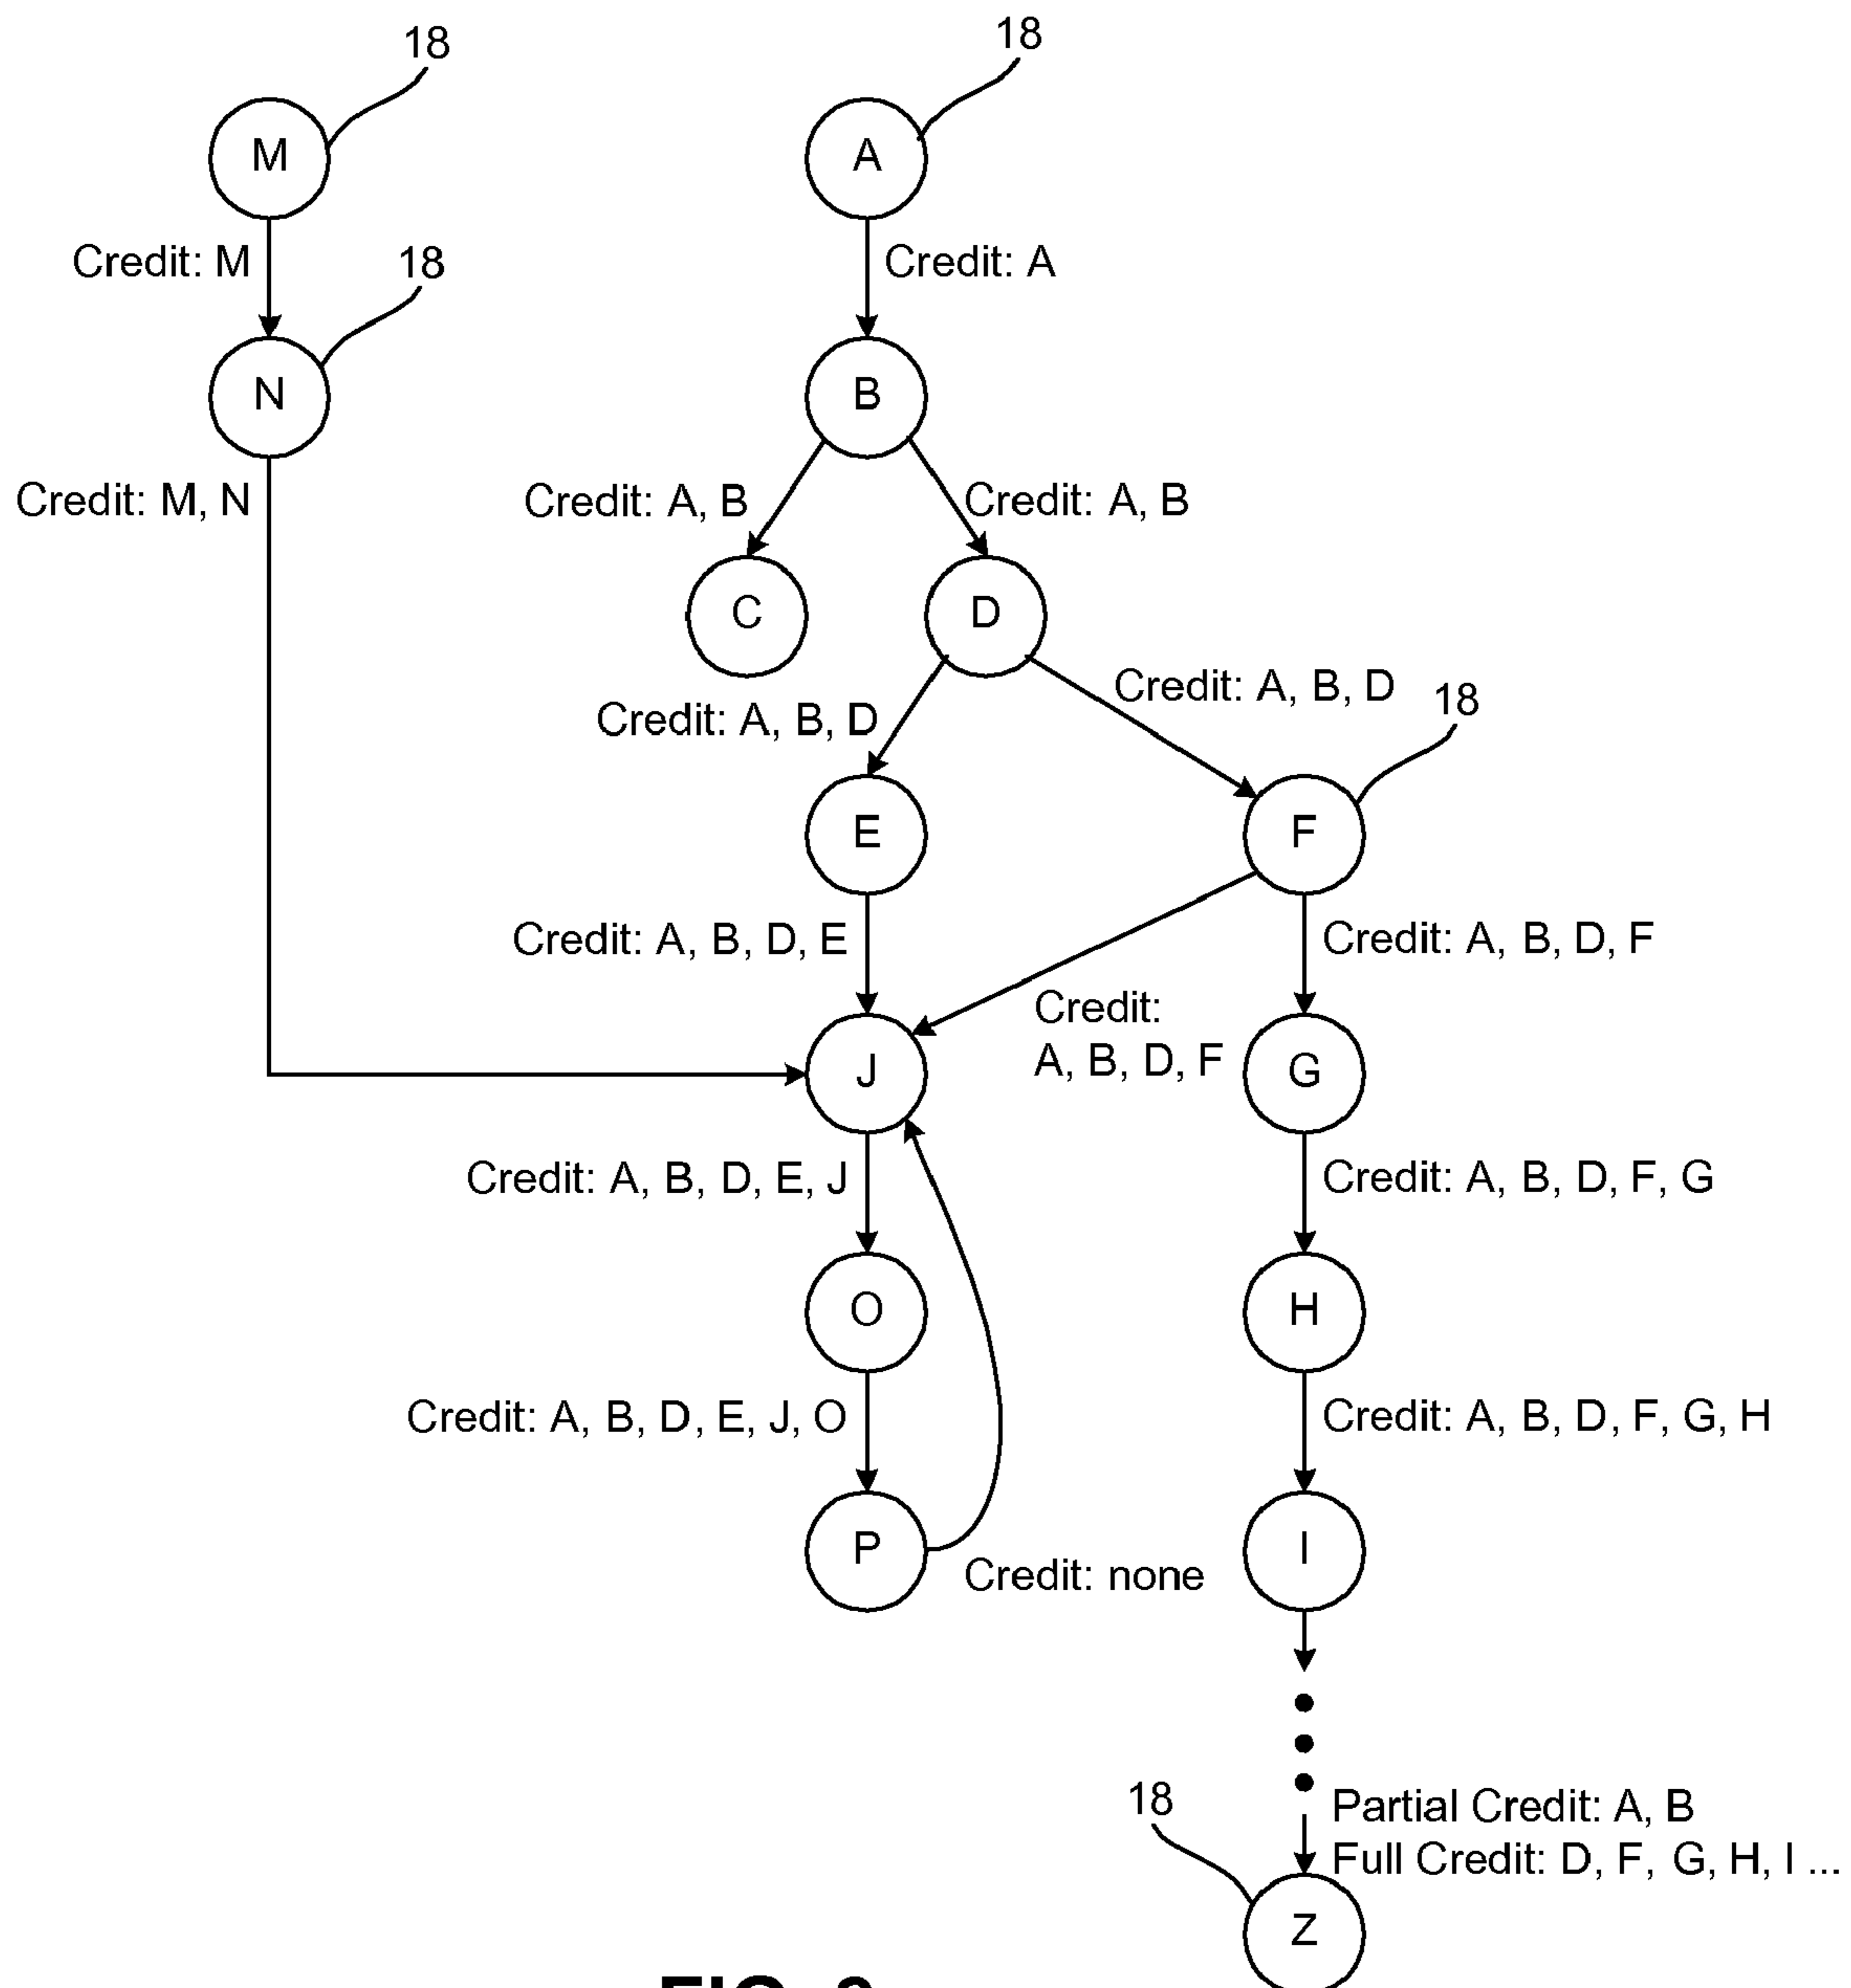 18
18
M
A
Credit: M
18
Credit: A
N
B
Credit: M, N
Credit: A, B
Credit: A, B
C
D
Credit: A, B, D
18
Credit: A, B, D
E
F
Credit: A, B, D, E
Credit: A, B, D, F
Credit:
A, B, D, F
J
G
Credit: A, B, D, E, J
Credit: A, B, D, F, G
O
H
Credit: A, B, D, E, J, O
Credit: A, B, D, F, G, H
P
I
Credit: none
18
Partial Credit: A, B
Full Credit: D, F, G, H, I ...
Z